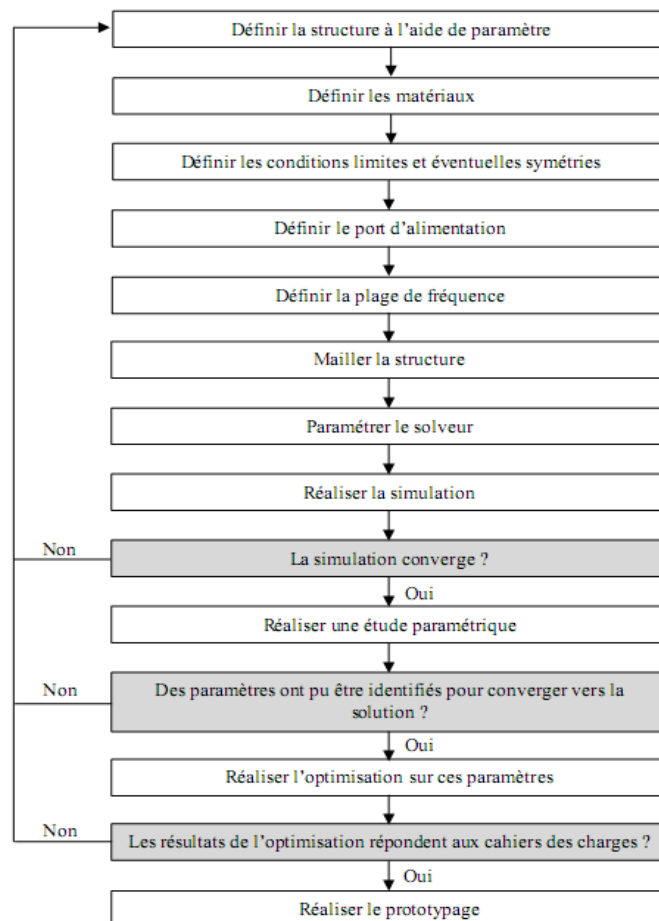 Définir la structure à l'aide de paramètre
Définir les matériaux
Définir les conditions limites et éventuelles symétries
Définir le port d'alimentation
Définir la plage de fréquence
Mailler la structure
Paramétrer le solveur
Réaliser la simulation
Non
La simulation converge ?
Oui
Réaliser une étude paramétrique
Non
Des paramètres ont pu être identifiés pour converger vers la
solution ?
Oui
Réaliser l'optimisation sur ces paramètres
Non
Les résultats de l'optimisation répondent aux cahiers des charges ?
Oui
Réaliser le prototypage